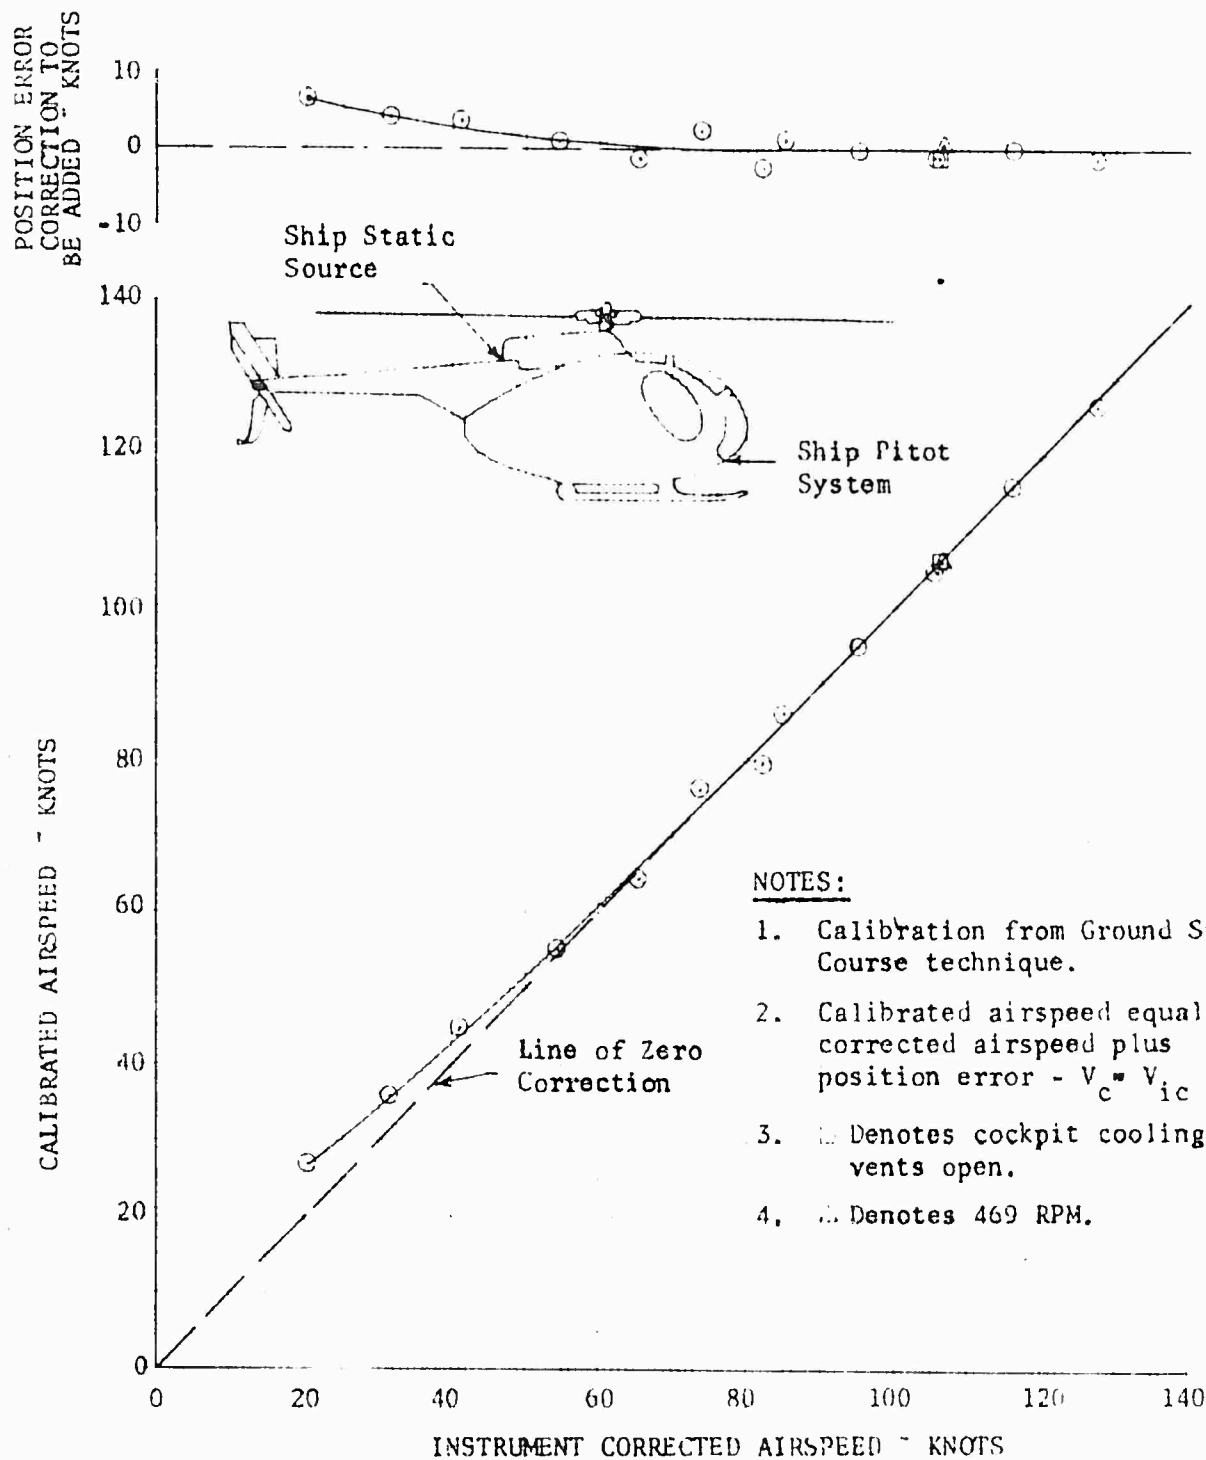 POSITION ERROR
CORRECTION TO
BE ADDED ~ KNOTS
10
0
-10
Ship Static
Source
Ship Pitot
System
140
120
100
80
60
40
20
0
CALIBRATED AIRSPEED ~ KNOTS
Line of Zero
Correction
NOTES:
1. Calibration from Ground S
Course technique.
2. Calibrated airspeed equal
corrected airspeed plus
position error - Vc = Vic
3. Denotes cockpit cooling
vents open.
4. Denotes 469 RPM.
0 20 40 60 80 100 120 140
INSTRUMENT CORRECTED AIRSPEED ~ KNOTS